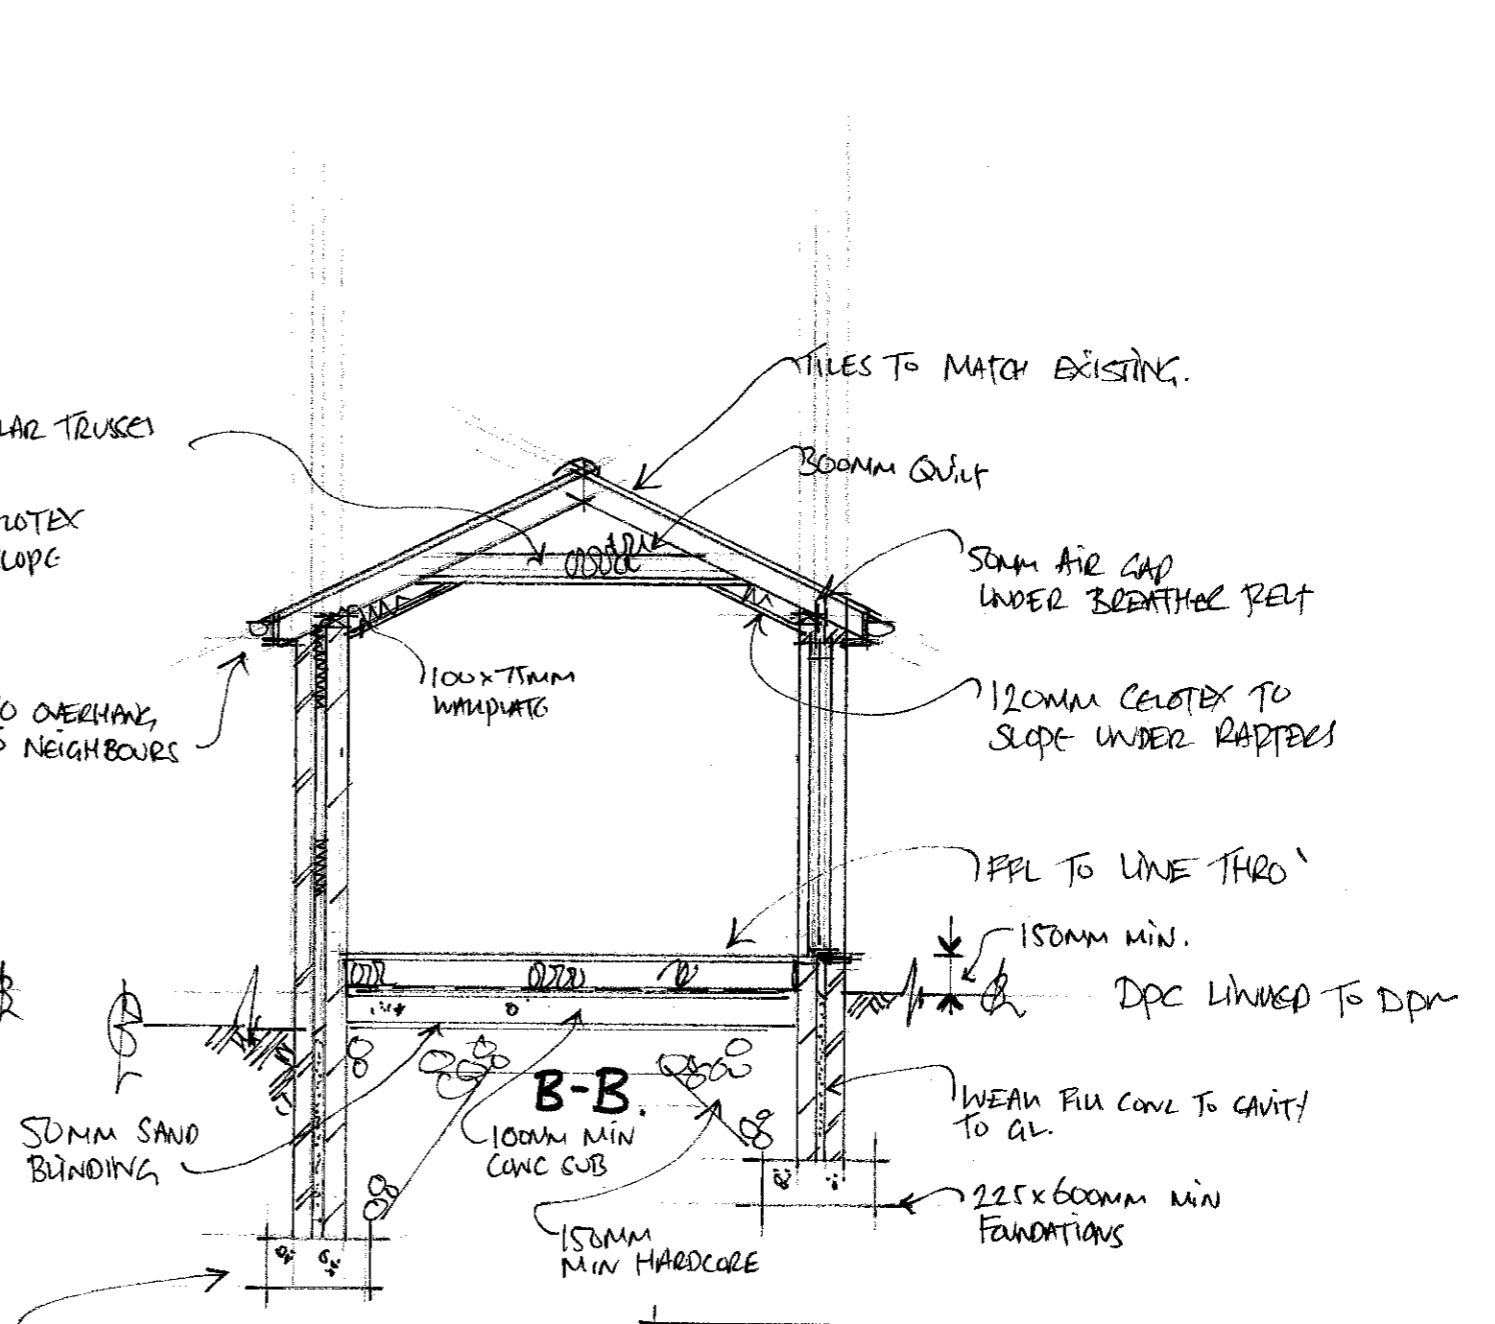 TILES TO MATCH EXISTING.
LAR TRUSSES
300MM QUILT
LOTEX
LOPE
50MM AIR GAP
UNDER BREATHER FELT
100x75MM
WALLPLATE
120MM CELOTEX TO
SLOPE UNDER RAFTERS
O OVERHANG
NEIGHBOURS
FFL TO LINE THRO'
150MM MIN.
DPC LINKED TO DPM
B-B.
50MM SAND
BLINDING
100MM MIN
CONC SUB
WEAK FILL CONC TO CAVITY
TO GL.
225x600MM MIN
FOUNDATIONS
150MM
MIN HARDCORE